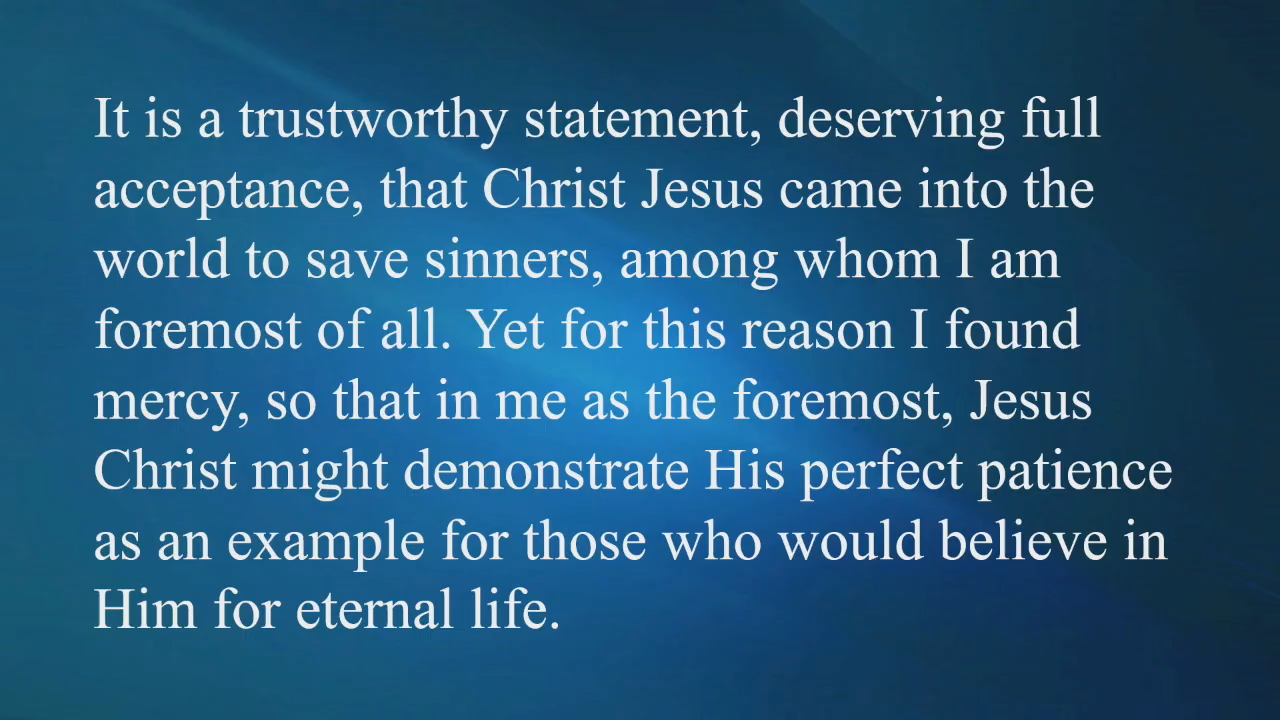 It is a trustworthy statement, deserving full
acceptance, that Christ Jesus came into the
world to save sinners, among whom I am
foremost of all. Yet for this reason I found
mercy, so that in me as the foremost, Jesus
Christ might demonstrate His perfect patience
as an example for those who would believe in
Him for eternal life.